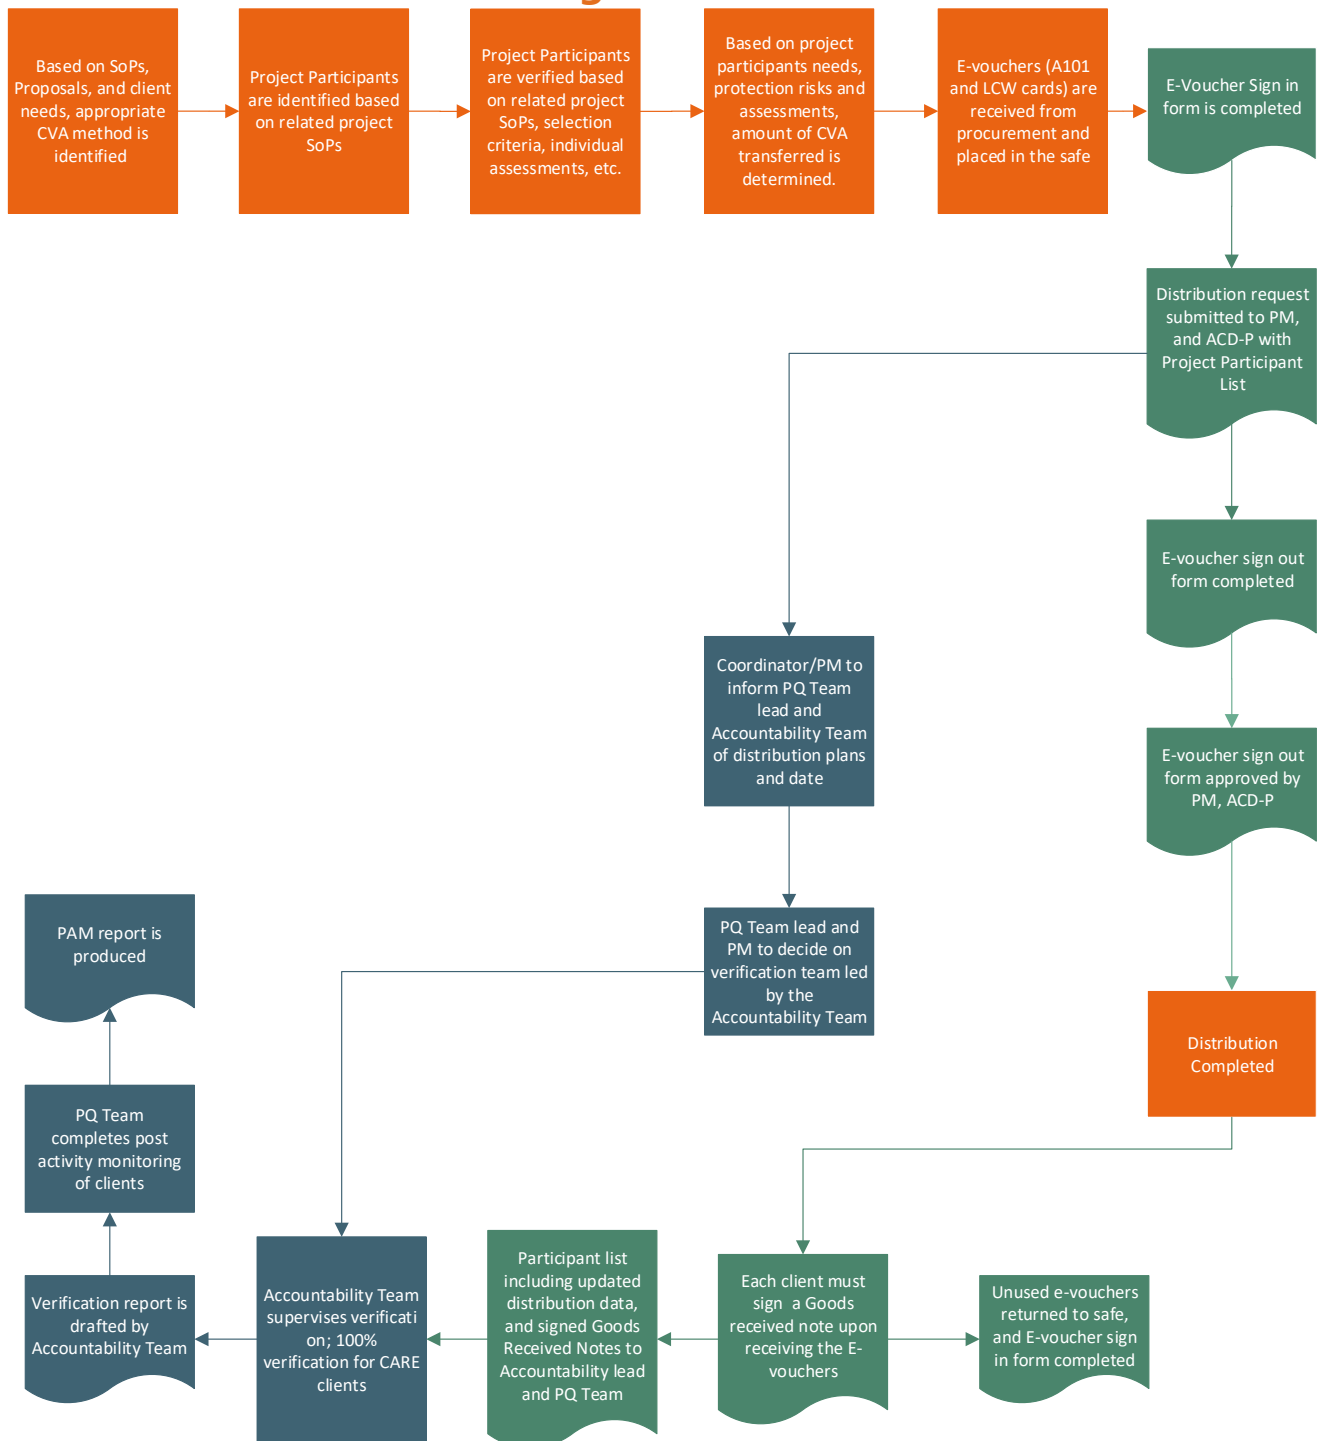 Based on SoPs,
Proposals, and client
needs, appropriate
CVA method is
identified
Project Participants
are identified based
on related project
SoPs
Project Participants
are verified based
on related project
SoPs, selection
criteria, individual
assessments, etc.
Based on project
participants needs,
protection risks and
assessments,
amount of CVA
transferred is
determined.
E-vouchers (A101
and LCW cards) are
received from
procurement and
placed in the safe
E-Voucher Sign in
form is completed
Distribution request
submitted to PM,
and ACD-P with
Project Participant
List
E-voucher sign out
form completed
Coordinator/PM to
inform PQ Team
lead and
Accountability Team
of distribution plans
and date
E-voucher sign out
form approved by
PM, ACD-P
PQ Team lead and
PM to decide on
verification team led
by the
Accountability Team
PAM report is
produced
Distribution
Completed
PQ Team
completes post
activity monitoring
of clients
Verification report is
drafted by
Accountability Team
Accountability Team
supervises verificati
on; 100%
verification for CARE
clients
Participant list
including updated
distribution data,
and signed Goods
Received Notes to
Accountability lead
and PQ Team
Each client must
sign a Goods
received note upon
receiving the E-
vouchers
Unused e-vouchers
returned to safe,
and E-voucher sign
in form completed